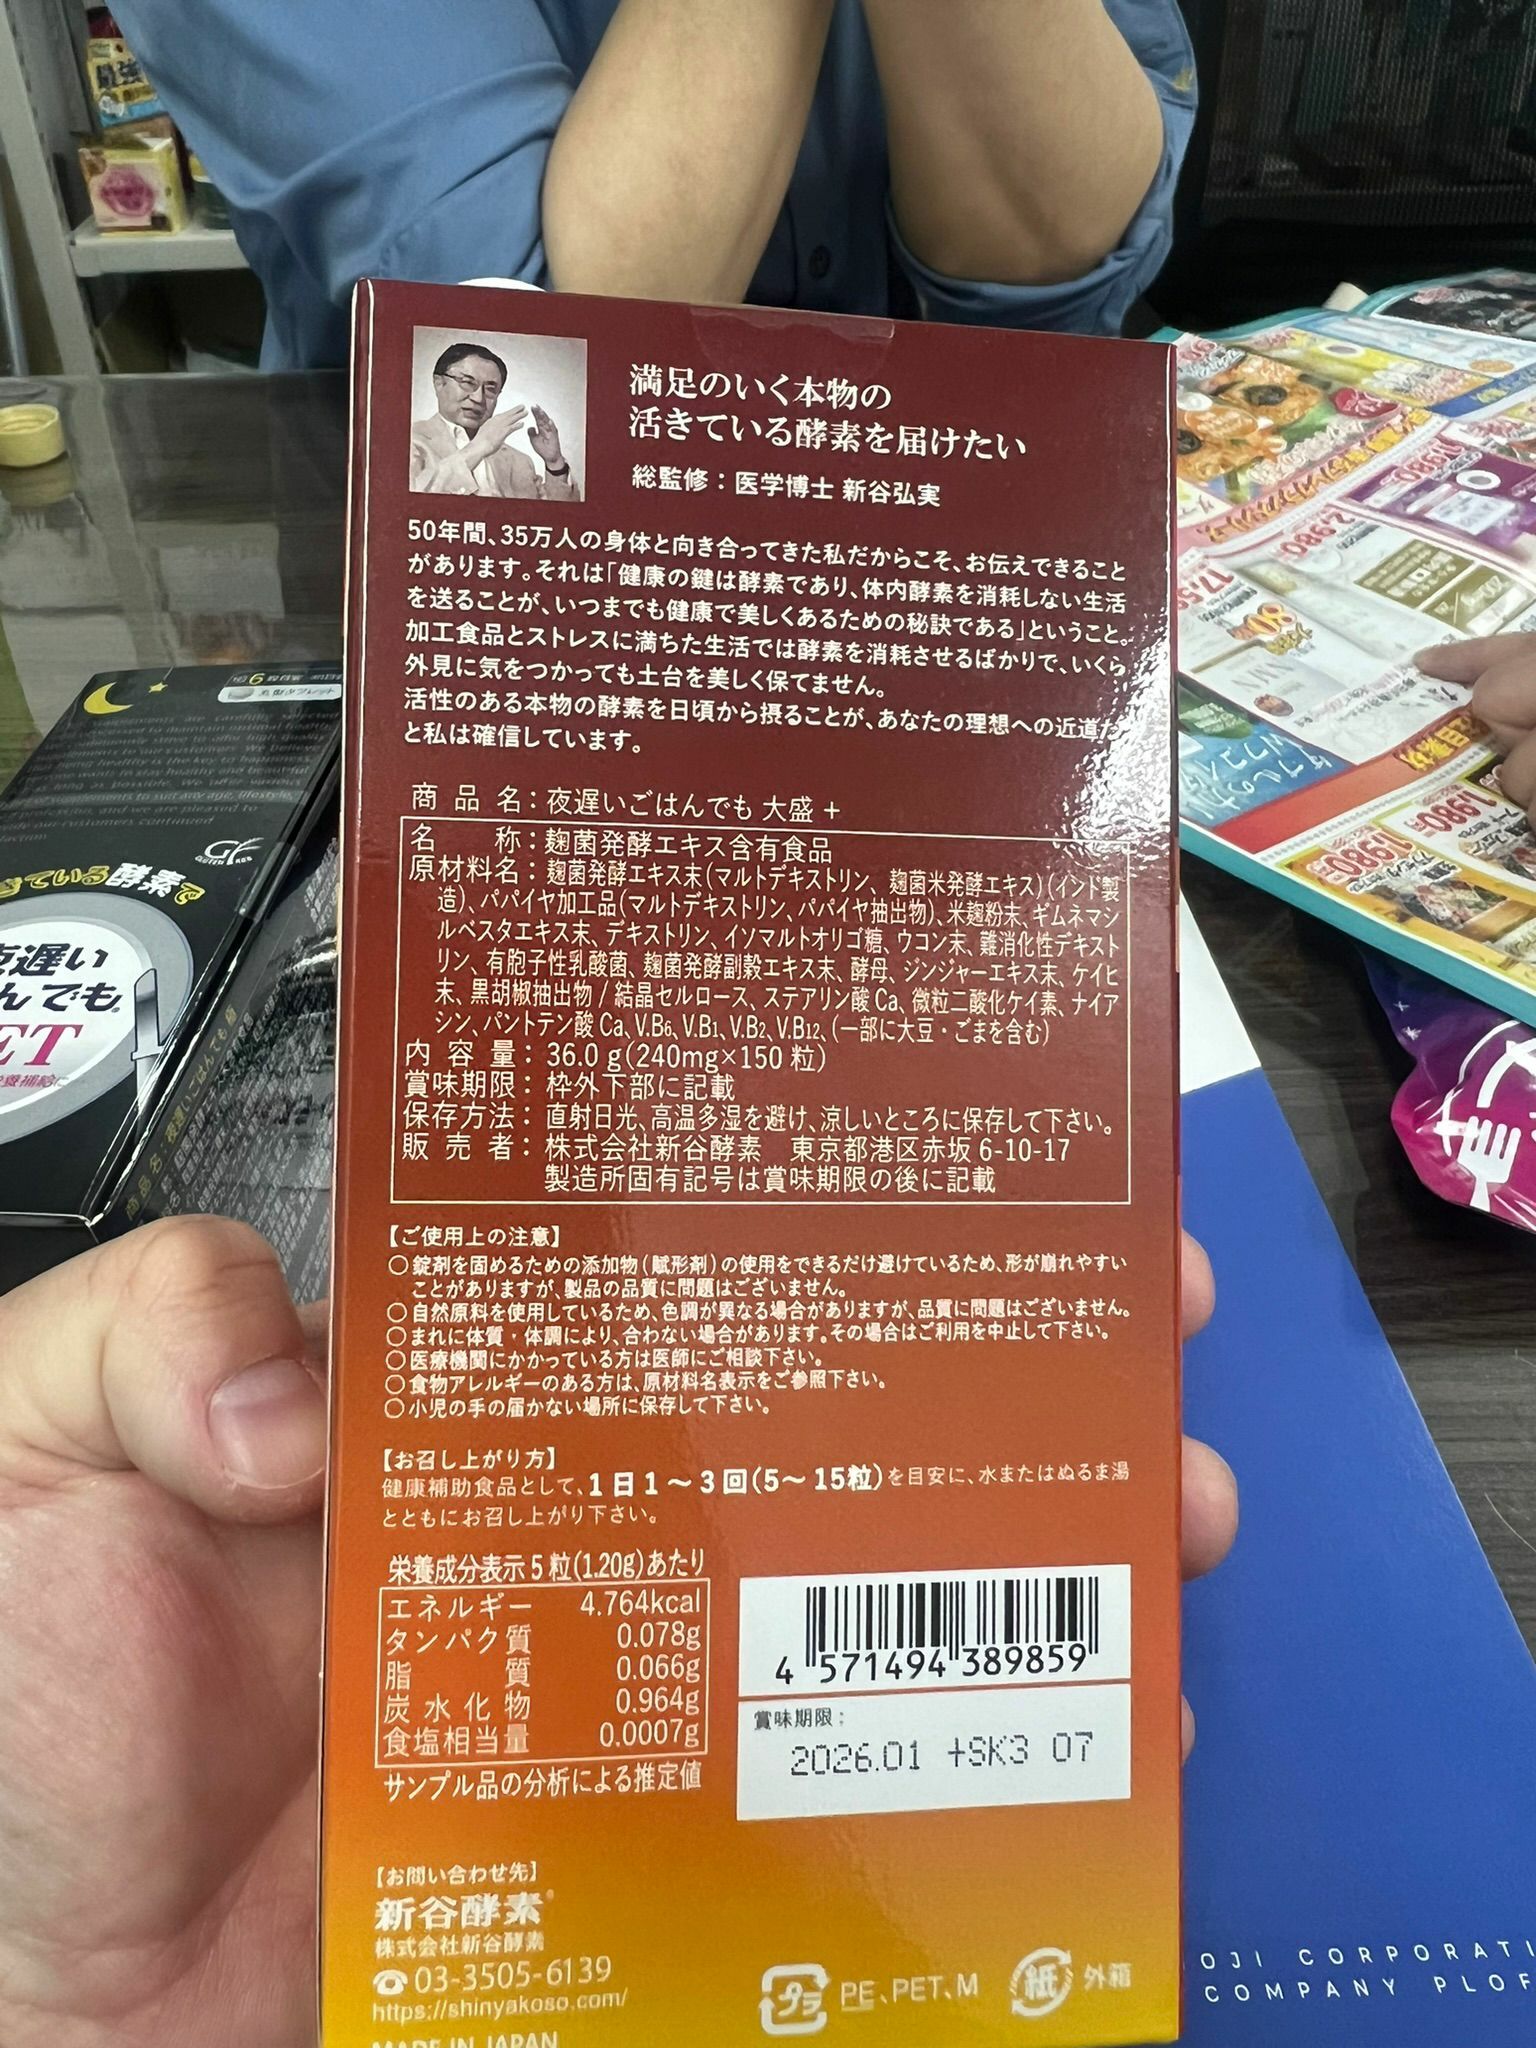 満足のいく本物の
活きている酵素を届けたい
総監修：医学博士 新谷弘実
50年間、35万人の身体と向き合ってきた私だからこそ、お伝えできること
があります。それは「健康の鍵は酵素であり、体内酵素を消耗しない生活
を送ることが、いつまでも健康で美しくあるための秘訣である」ということ。
加工食品とストレスに満ちた生活では酵素を消耗させるばかりで、いくら
外見に気をつかっても土台を美しく保てません。
活性のある本物の酵素を日頃から摂ることが、あなたの理想への近道だ
と私は確信しています。
商品名：夜遅いごはんでも 大盛＋
名称：麹菌発酵エキス含有食品
原材料名：麹菌発酵エキス末(マルトデキストリン、麹菌米発酵エキス)(インド製
造)、パパイヤ加工品(マルトデキストリン、パパイヤ抽出物)、米麹粉末、ギムネマシ
ルベスタエキス末、デキストリン、イソマルトオリゴ糖、ウコン末、難消化性デキスト
リン、有胞子性乳酸菌、麹菌発酵副穀エキス末、酵母、ジンジャーエキス末、ケイヒ
末、黒胡椒抽出物 / 結晶セルロース、ステアリン酸Ca、微粒二酸化ケイ素、ナイア
シン、パントテン酸Ca、V.B6、V.B1、V.B2、V.B12、(一部に大豆・ごまを含む)
内容量：36.0 g(240mg×150 粒)
賞味期限：枠外下部に記載
保存方法：直射日光、高温多湿を避け、涼しいところに保存して下さい。
販売者：株式会社新谷酵素 東京都港区赤坂 6-10-17
製造所固有記号は賞味期限の後に記載
【ご使用上の注意】
○錠剤を固めるための添加物(賦形剤)の使用をできるだけ避けているため、形が崩れやすい
ことがありますが、製品の品質に問題はございません。
○自然原料を使用しているため、色調が異なる場合がありますが、品質に問題はございません。
○まれに体質・体調により、合わない場合があります。その場合はご利用を中止して下さい。
○医療機関にかかっている方は医師にご相談下さい。
○食物アレルギーのある方は、原材料名表示をご参照下さい。
○小児の手の届かない場所に保存して下さい。
【お召し上がり方】
健康補助食品として、1日1〜3回(5〜15粒)を目安に、水またはぬるま湯
とともにお召し上がり下さい。
栄養成分表示5粒(1.20g)あたり
エネルギー 4.764kcal
タンパク質 0.078g
脂質 0.066g
炭水化物 0.964g
食塩相当量 0.0007g
サンプル品の分析による推定値
4 571494 389859
賞味期限：
2026.01 +SK3 07
【お問い合わせ先】
新谷酵素®
株式会社新谷酵素
☎03-3505-6139
https://shinyakoso.com/
MADE IN JAPAN
プラ PE、PET、M
紙 外箱
きている酵素で
夜遅い
んでも
ET
商品名：夜遅いごはんでも
1,980
1,980
2,980
OJI CORPORATI
COMPANY PLOF